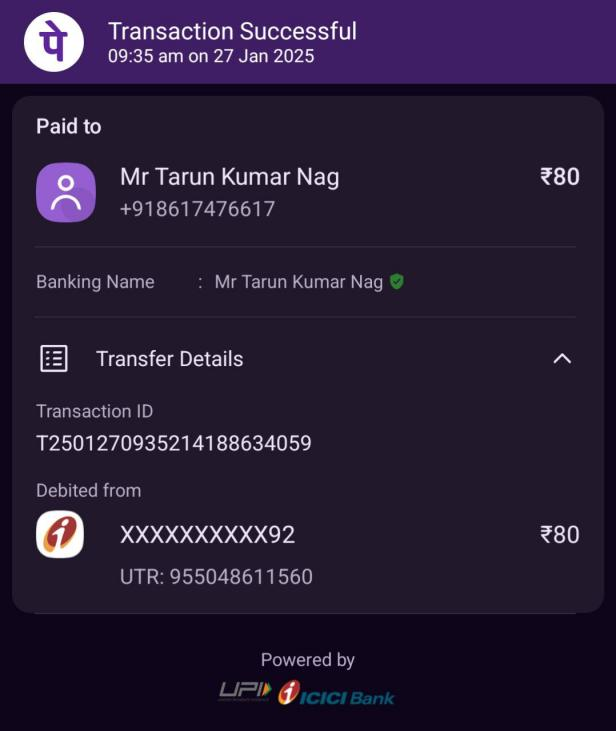 पे
Transaction Successful
09:35 am on 27 Jan 2025
Paid to
Mr Tarun Kumar Nag ₹80
+918617476617
Banking Name : Mr Tarun Kumar Nag
Transfer Details
Transaction ID
T2501270935214188634059
Debited from
XXXXXXXXXX92 ₹80
UTR: 955048611560
Powered by
UPI ICICI Bank